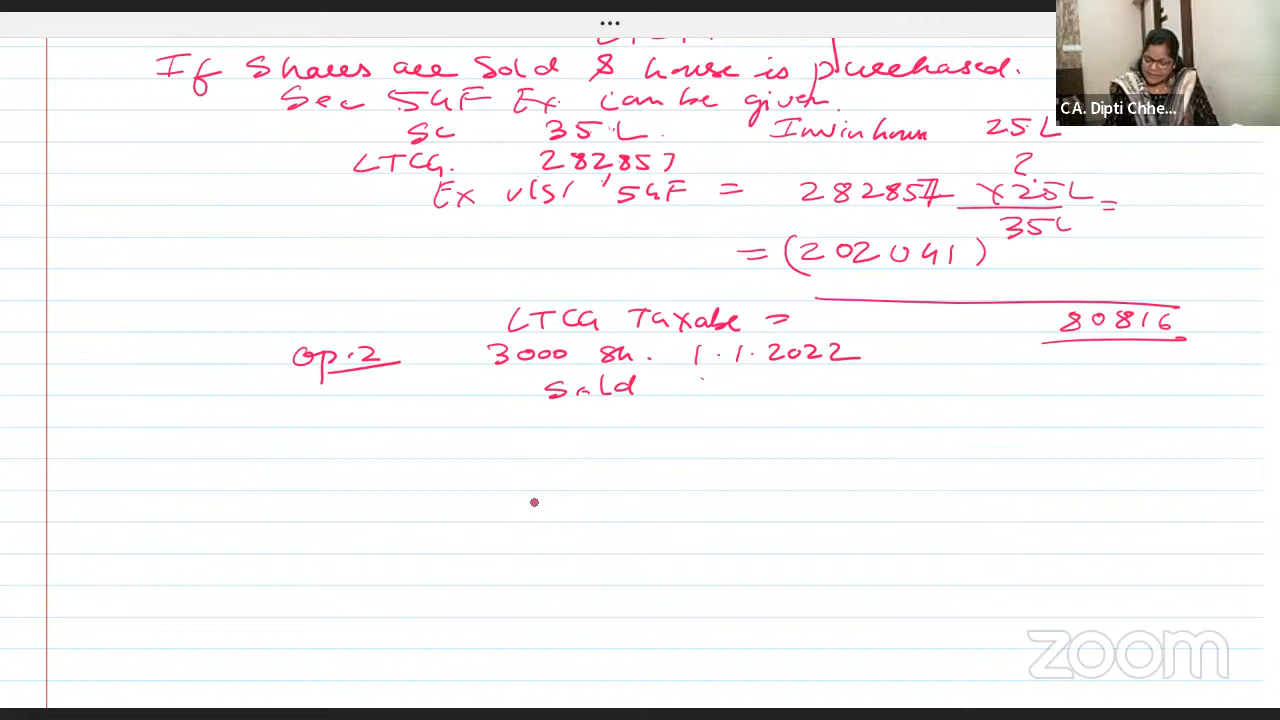 If shares are sold & house is purchased.
Sec 54F Ex. can be given.
SC 35 L. Inv in house 25 L
LTCG. 282857 ?
Ex u/s/ 54F = 282857 x 25L =
35L
= (202041)
LTCG Taxable = 80816
Op. 2 3000 sh. 1.1.2022
Sold
C A. Dipti Chhe...
zoom